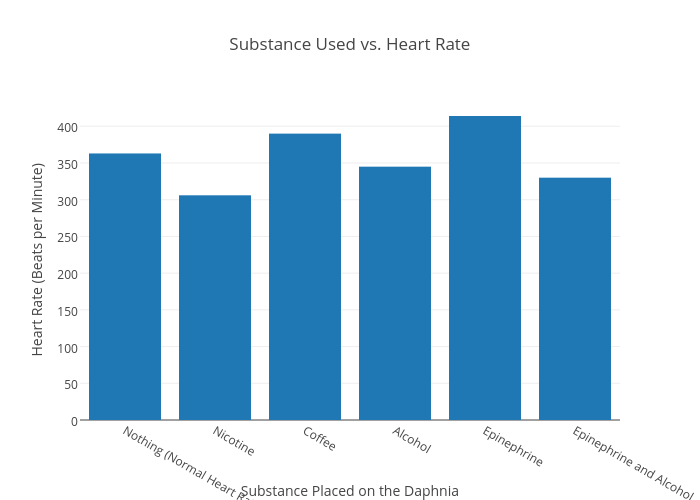 Substance Used vs. Heart Rate
Heart Rate (Beats per Minute)
400
350
300
250
200
150
100
50
0
Nothing (Normal Heart
Nicotine
Coffee
Alcohol
Epinephrine
Epinephrine and Alcohol
Substance Placed on the Daphnia